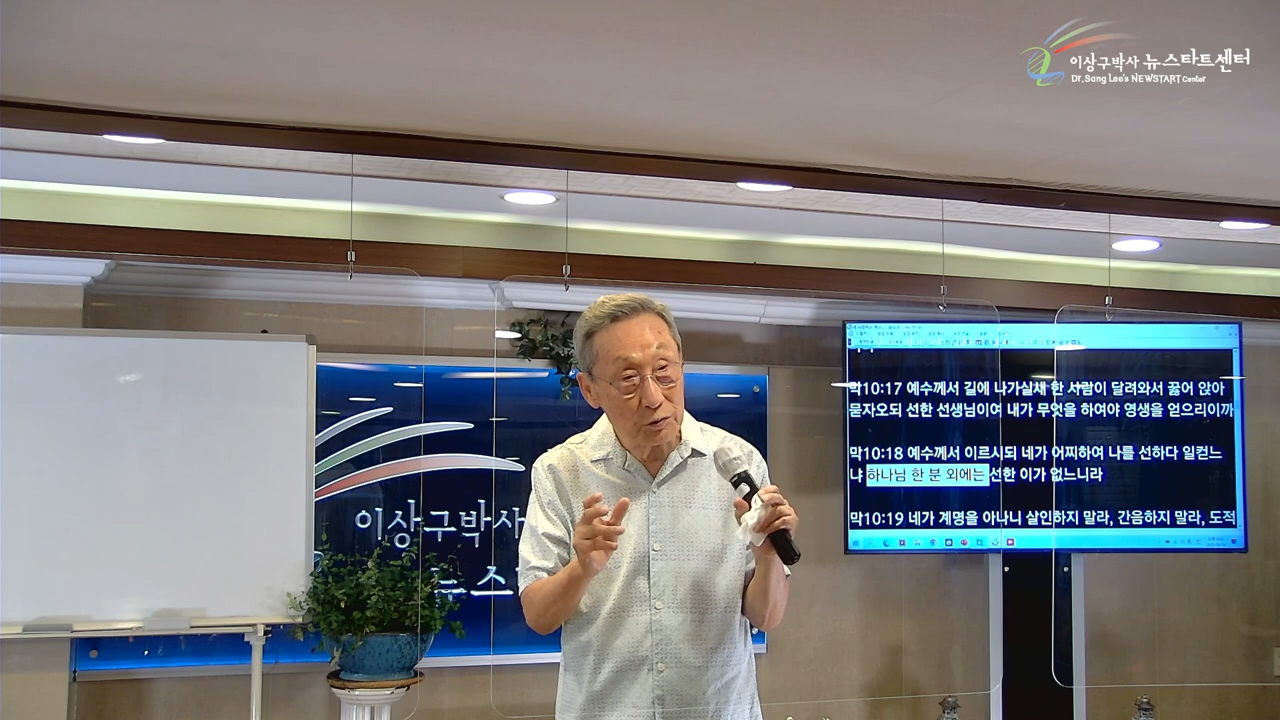 이상구박사 뉴스타트센터
Dr. Sang Lee's NEWSTART Center
막10:17 예수께서 길에 나가실새 한 사람이 달려와서 꿇어 앉아
묻자오되 선한 선생님이여 내가 무엇을 하여야 영생을 얻으리이까
막10:18 예수께서 이르시되 네가 어찌하여 나를 선하다 일컫느
냐 하나님 한 분 외에는 선한 이가 없느니라
막10:19 네가 계명을 아나니 살인하지 말라, 간음하지 말라, 도적
이상구박사
뉴스